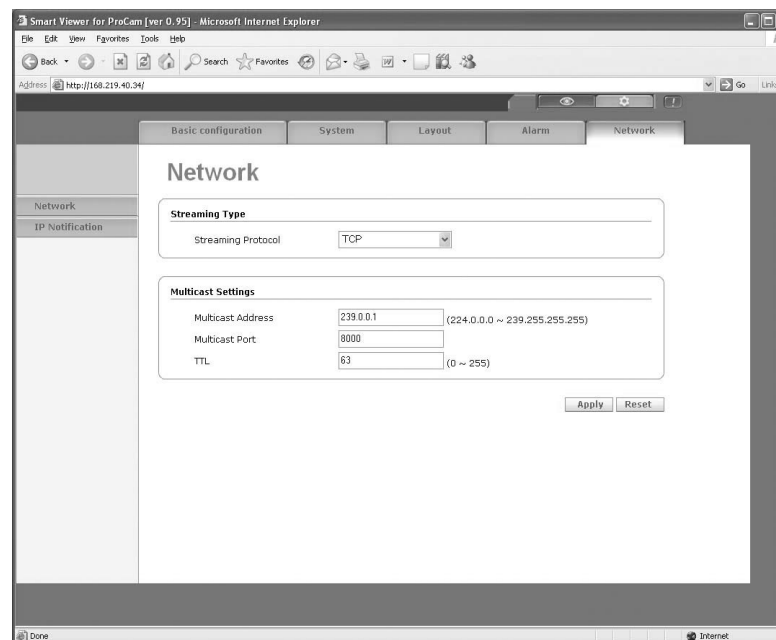 Smart Viewer for ProCam [ver 0.95] - Microsoft Internet Explorer
File Edit View Favorites Tools Help
Back Search Favorites
Address http://168.219.40.34/ Go Links
Basic configuration System Layout Alarm Network
Network
Network
IP Notification
Streaming Type
Streaming Protocol TCP
Multicast Settings
Multicast Address 239.0.0.1 (224.0.0.0 ~ 239.255.255.255)
Multicast Port 8000
TTL 63 (0 ~ 255)
Apply Reset
Done Internet